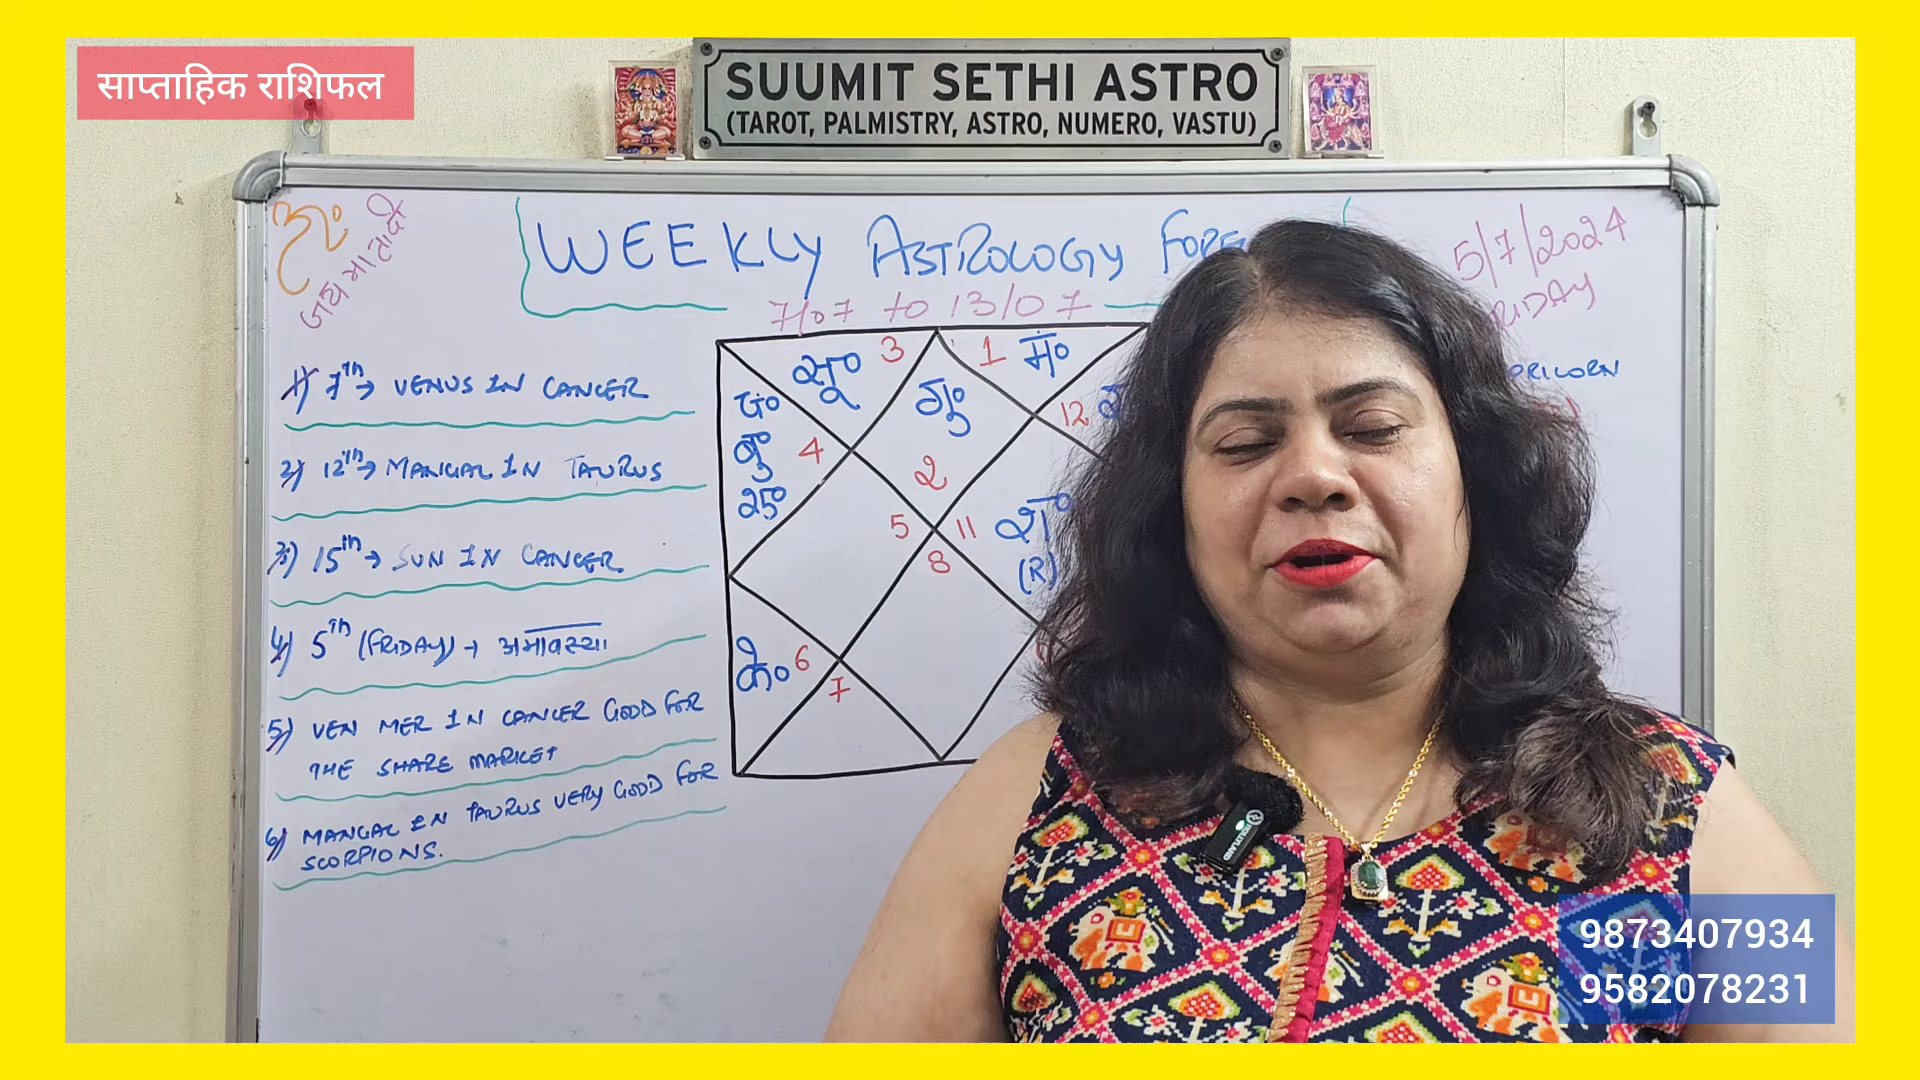 साप्ताहिक राशिफल
SUUMIT SETHI ASTRO
(TAROT, PALMISTRY, ASTRO, NUMERO, VASTU)
ॐ
जय माता दी
WEEKLY ASTROLOGY FORE
7/07 to 13/07
5/7/2024
RIDAY
1) 7th → VENUS IN CANCER
2) 12th → MANGAL IN TAURUS
3) 15th → SUN IN CANCER
4) 5th (FRIDAY) → अमावस्या
5) VEN MER IN CANCER GOOD FOR
THE SHARE MARKET
6) MANGAL IN TAURUS VERY GOOD FOR
SCORPIONS.
सू० 3
1 मं०
चं०
गु०
12
बु० 4
शु०
2
5 11 श०
8 (R)
के० 6
7
PRICORN
9873407934
9582078231